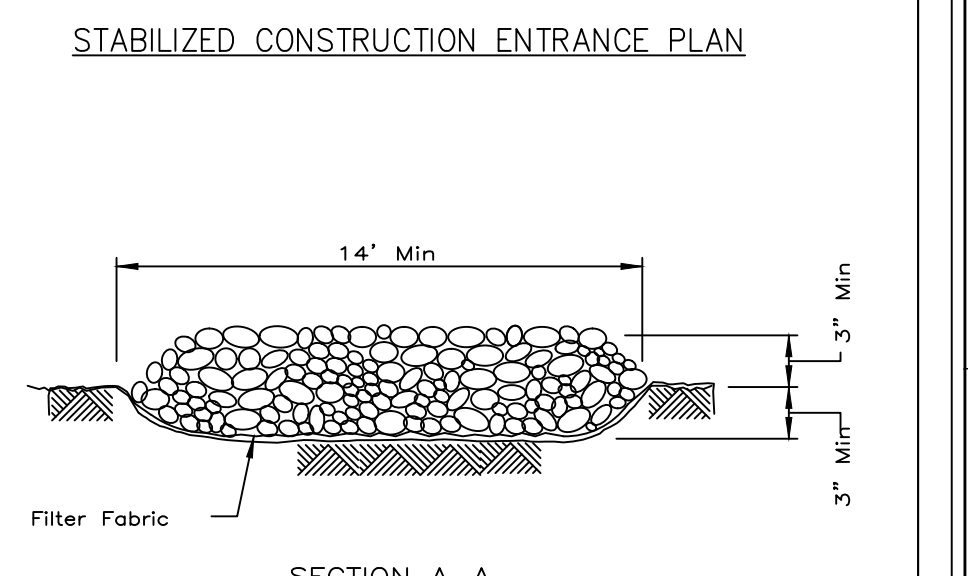 STABILIZED CONSTRUCTION ENTRANCE PLAN
14' Min
3" Min
3" Min
Filter Fabric
SECTION A-A